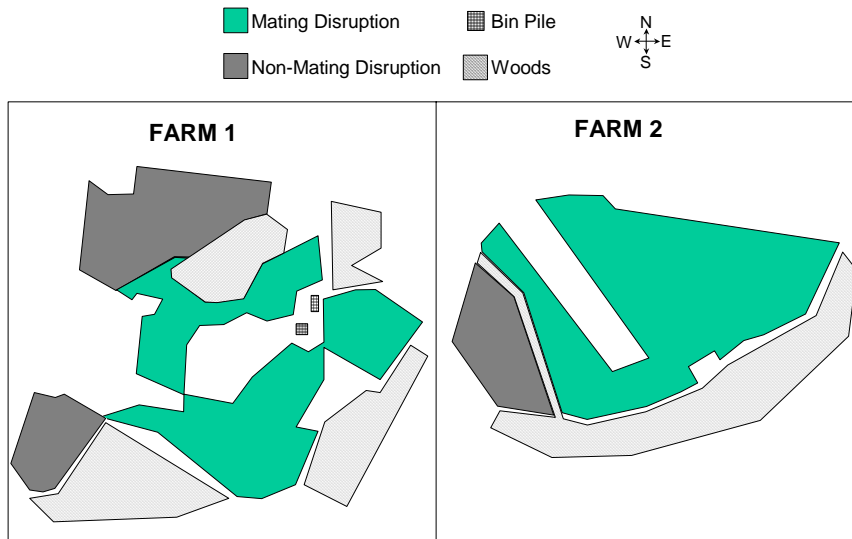 Mating Disruption
Bin Pile
Non-Mating Disruption
Woods
N
W E
S
FARM 1
FARM 2